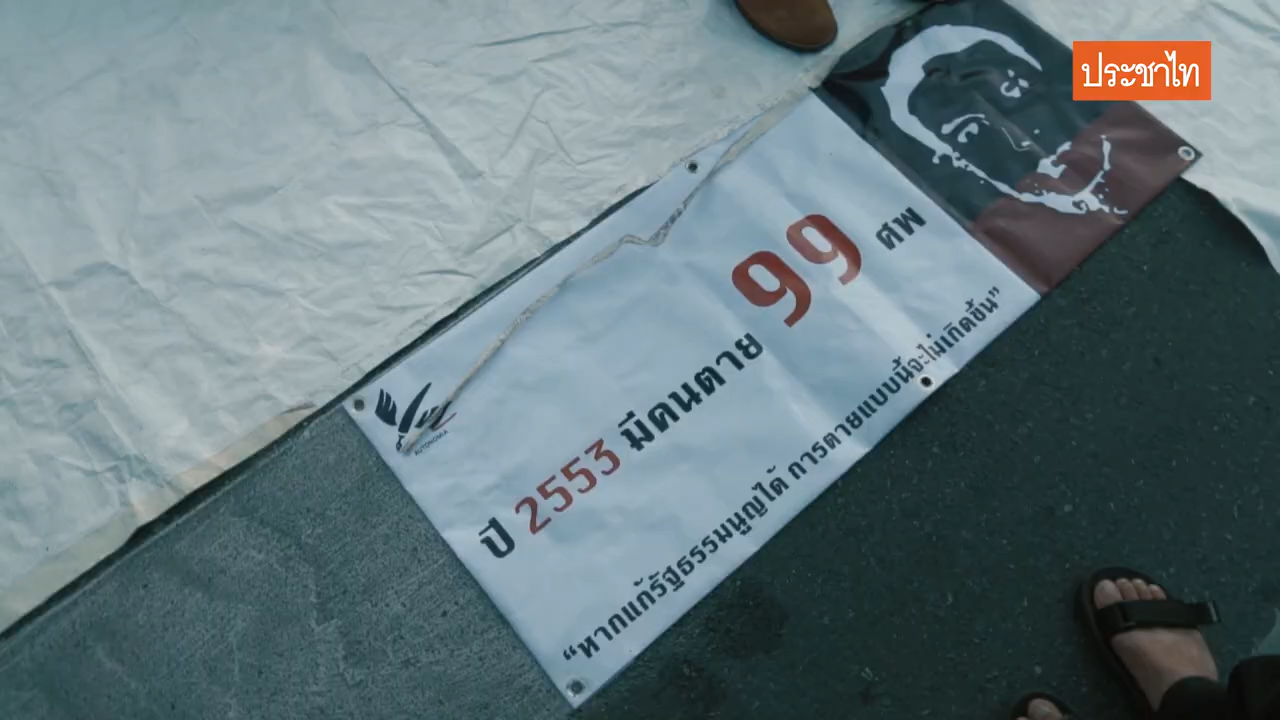 ประชาไท
AUTONOMIA
ปี 2553 มีคนตาย 99 ศพ
“หากแก้รัฐธรรมนูญได้ การตายแบบนี้จะไม่เกิดขึ้น”